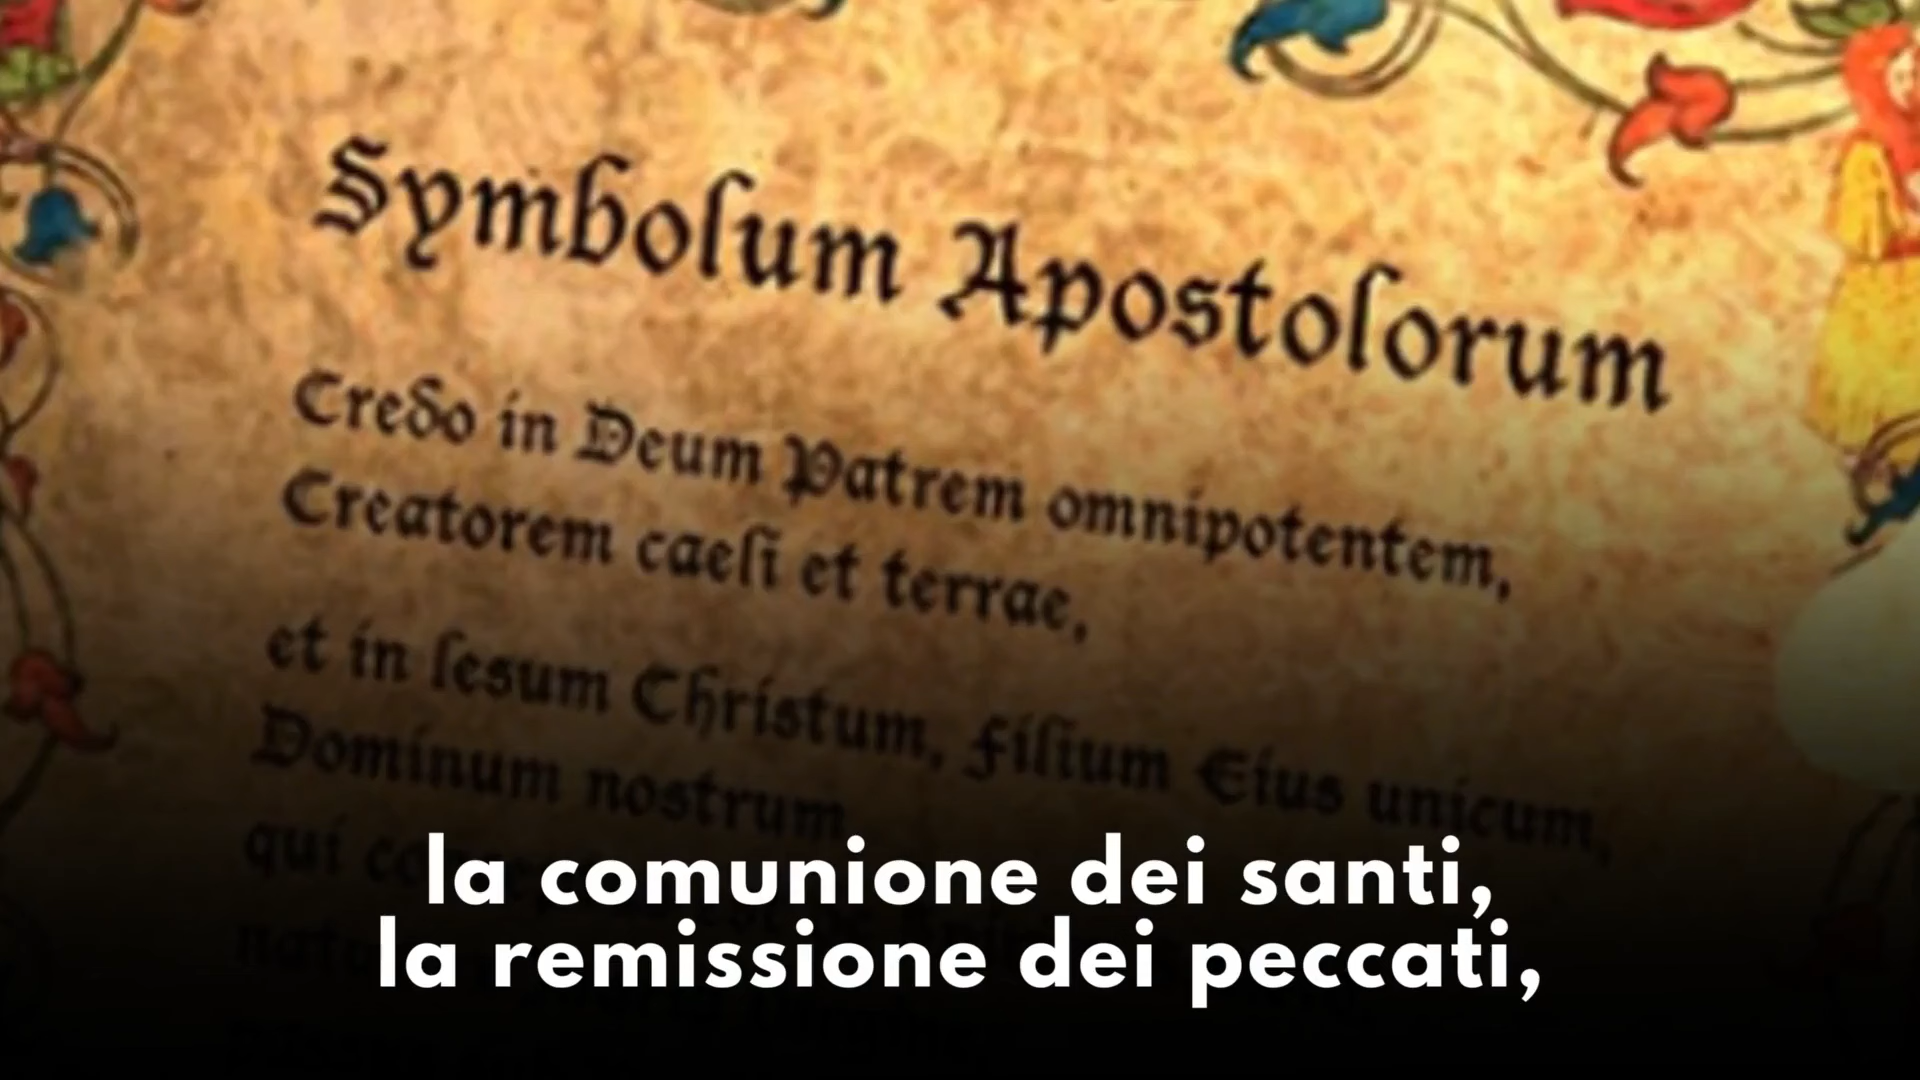 Symbolum Apostolorum
Credo in Deum Patrem omnipotentem,
Creatorem caeli et terrae,
et in Iesum Christum, Filium Eius unicum,
Dominum nostrum,
qui
la comunione dei santi,
la remissione dei peccati,